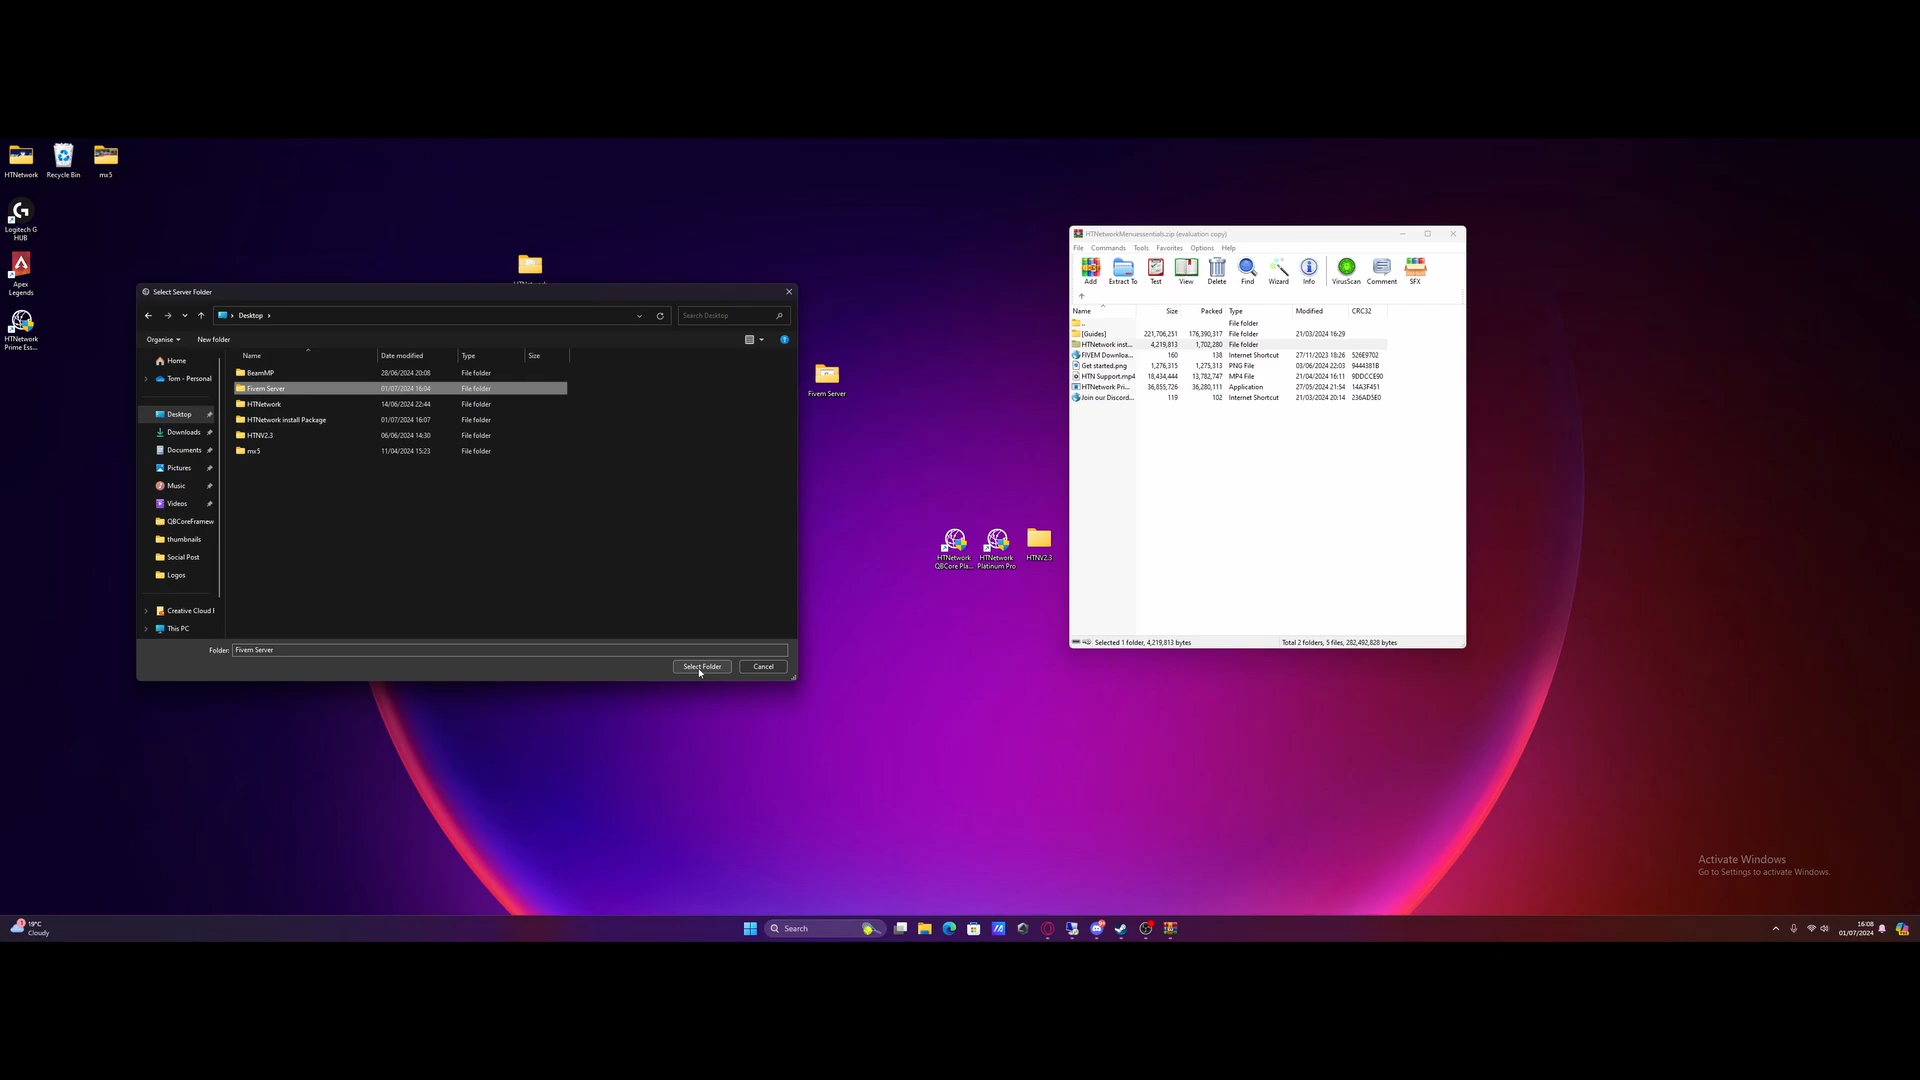 HTNetwork
Recycle Bin
mx5
Logitech G
HUB
Apex
Legends
HTNetwork
Prime Ess...
Select Server Folder
Desktop
Search Desktop
Organise
New folder
Name
Date modified
Type
Size
Home
Tom - Personal
Desktop
Downloads
Documents
Pictures
Music
Videos
QBCoreFramew
thumbnails
Social Post
Logos
Creative Cloud F
This PC
BeamMP 28/06/2024 20:08 File folder
Fivem Server 01/07/2024 16:04 File folder
HTNetwork 14/06/2024 22:44 File folder
HTNetwork install Package 01/07/2024 16:07 File folder
HTNV2.3 06/06/2024 14:30 File folder
mx5 11/04/2024 15:23 File folder
Folder: Fivem Server
Select Folder
Cancel
Fivem Server
HTNetwork
QBCore Pla...
HTNetwork
Platinum Pro
HTNV2.3
HTNetworkMenuessentials.zip (evaluation copy)
File Commands Tools Favorites Options Help
Add Extract To Test View Delete Find Wizard Info VirusScan Comment SFX
Name Size Packed Type Modified CRC32
.. File folder
[Guides] 221,706,251 176,390,317 File folder 21/03/2024 16:29
HTNetwork inst... 4,219,813 1,702,280 File folder
FIVEM Downloa... 160 138 Internet Shortcut 27/11/2023 18:26 526E9702
Get started.png 1,276,315 1,275,313 PNG File 03/06/2024 22:03 9444381B
HTN Support.mp4 18,434,444 13,782,747 MP4 File 21/04/2024 16:11 9DDCCE90
HTNetwork Pri... 36,855,726 36,280,111 Application 27/05/2024 21:54 14A3F451
Join our Discord... 119 102 Internet Shortcut 21/03/2024 20:14 236AD5E0
Selected 1 folder, 4,219,813 bytes
Total 2 folders, 5 files, 282,492,828 bytes
Activate Windows
Go to Settings to activate Windows.
19°C
Cloudy
Search
16:08
01/07/2024